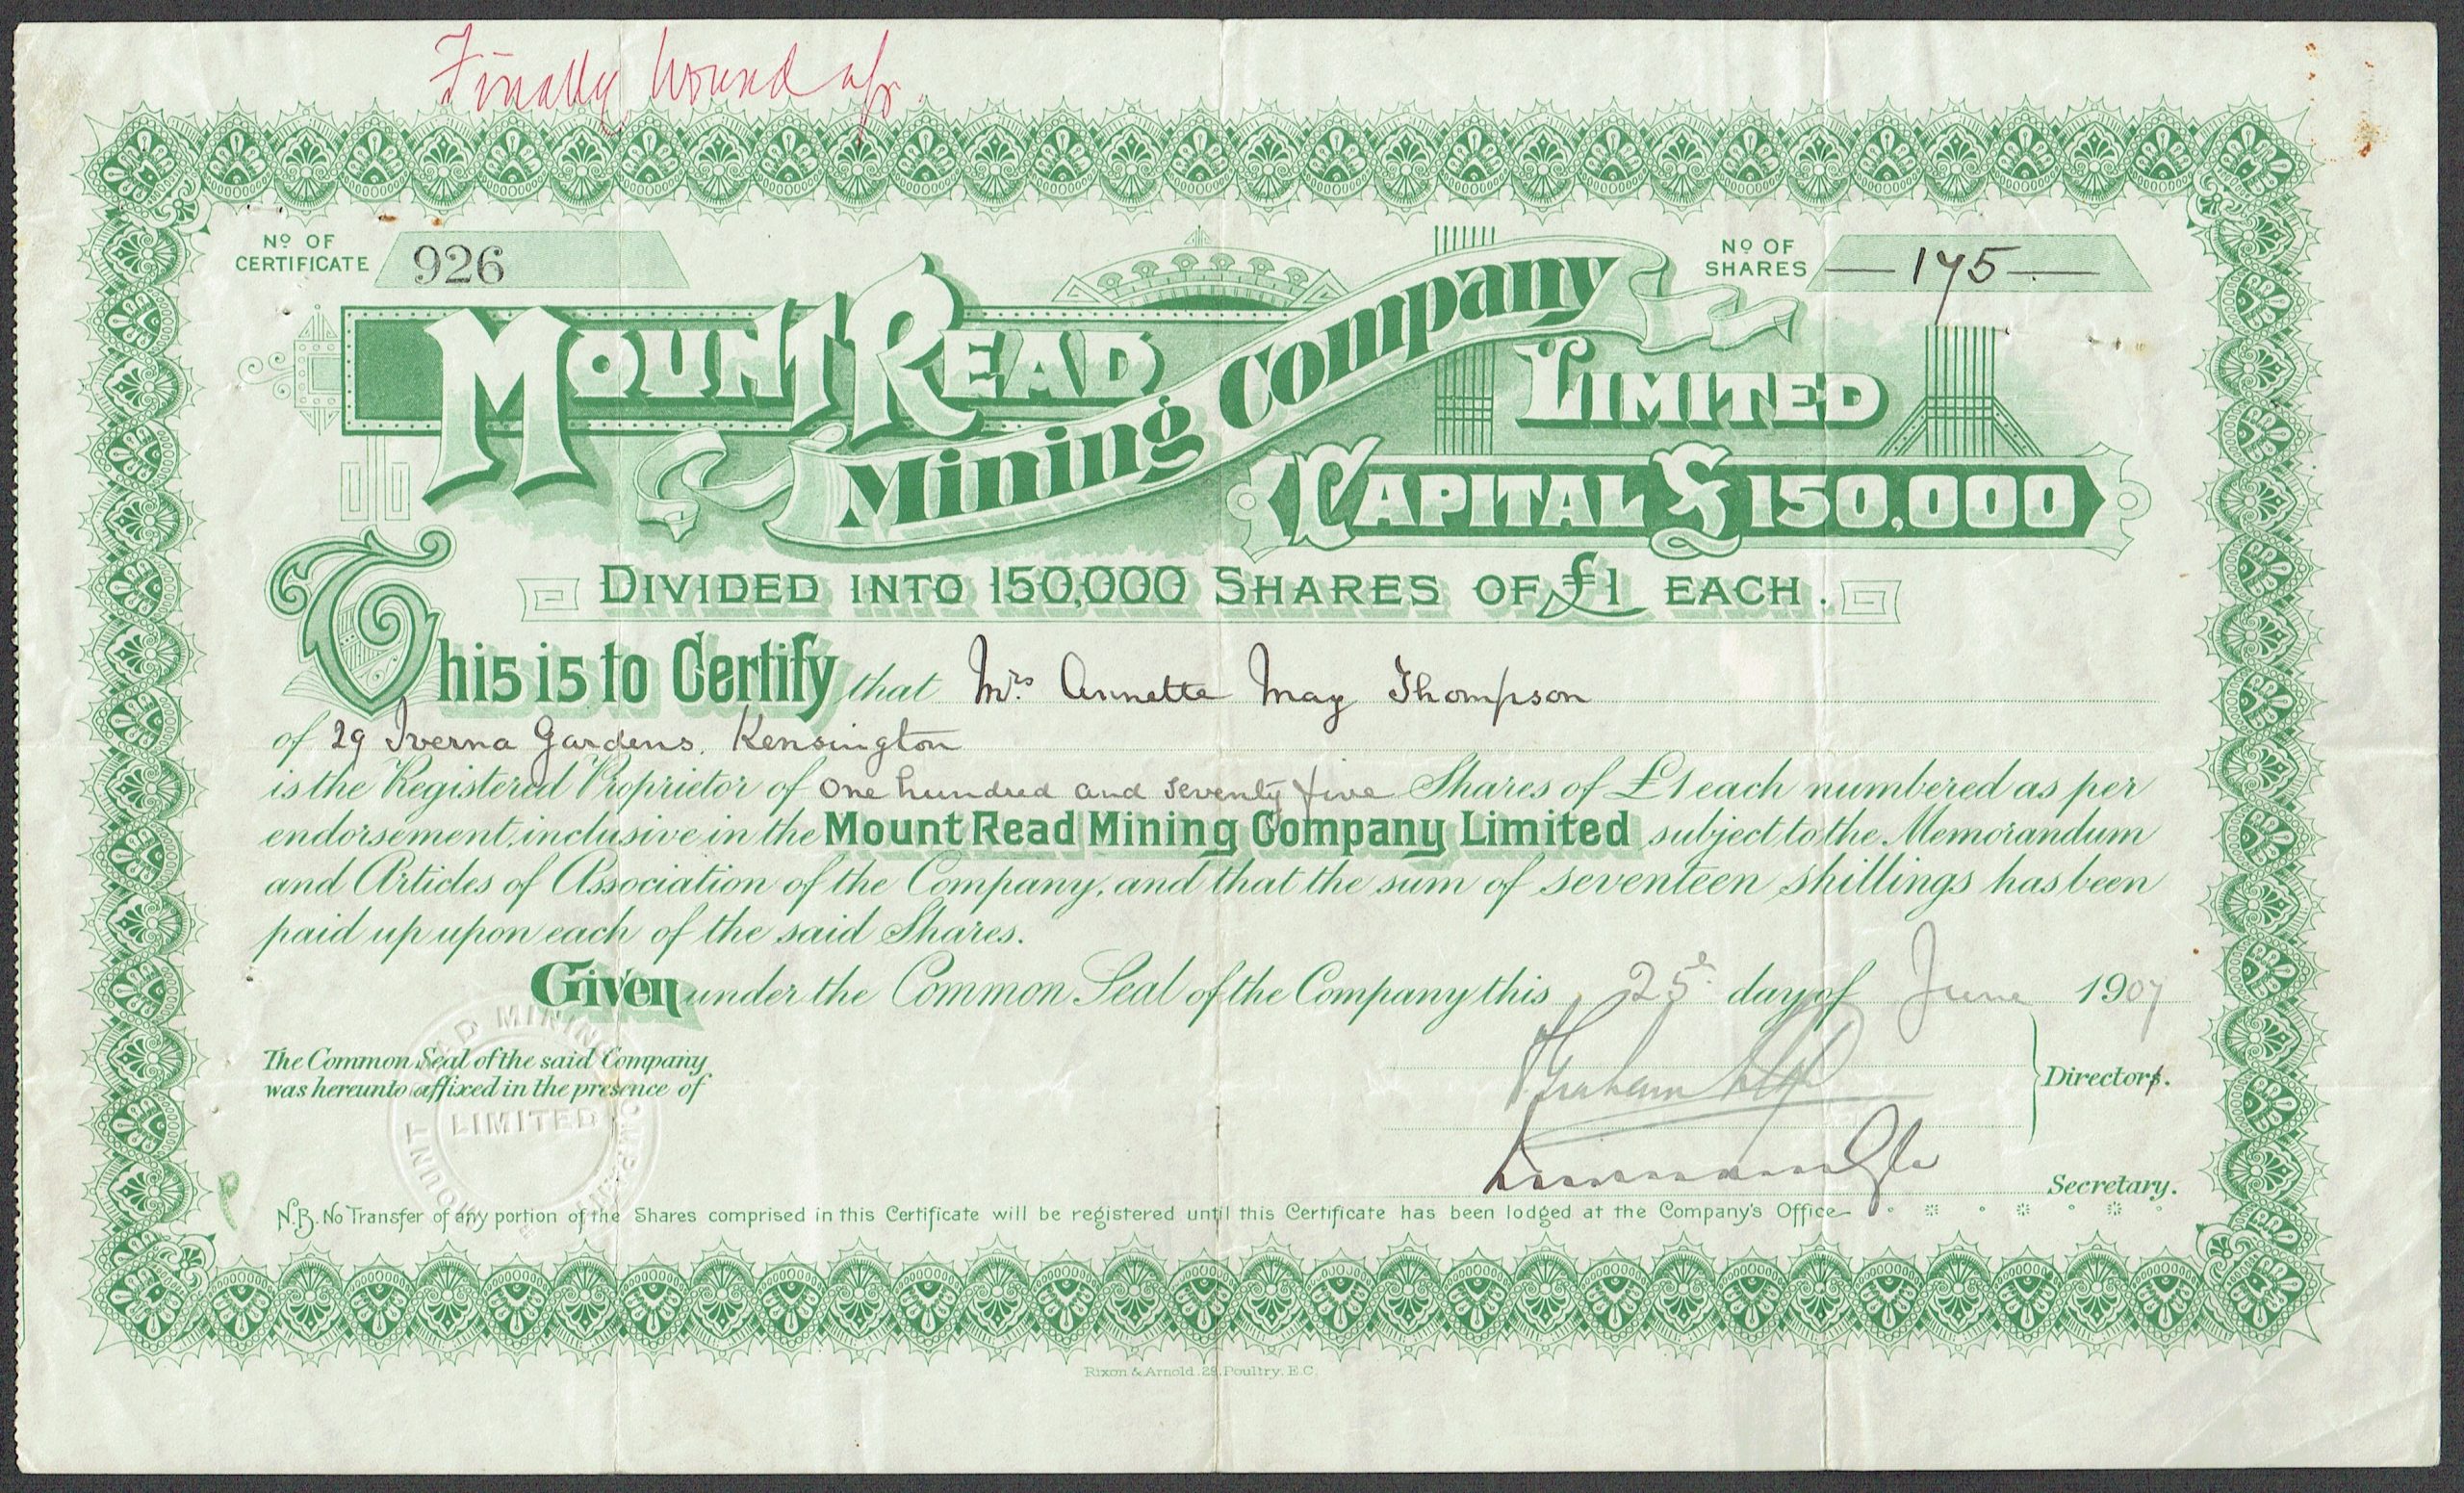 Finally wound up.
No OF CERTIFICATE 926
No OF SHARES — 175 —
MOUNT READ
Mining Company
LIMITED
CAPITAL £150,000
DIVIDED INTO 150,000 SHARES OF £1 EACH.
This is to Certify that Mrs Annette May Thompson
of 29 Iverna Gardens. Kensington
is the Registered Proprietor of One hundred and seventy five Shares of £1 each numbered as per
endorsement, inclusive in the Mount Read Mining Company Limited subject to the Memorandum
and Articles of Association of the Company, and that the sum of seventeen shillings has been
paid up upon each of the said Shares.
Given under the Common Seal of the Company this 25th day of June 1907
The Common Seal of the said Company
was hereunto affixed in the presence of
MOUNT READ MINING COMPANY
LIMITED
Directors.
Secretary.
N.B. No Transfer of any portion of the Shares comprised in this Certificate will be registered until this Certificate has been lodged at the Company's Office
Rixon & Arnold. 29, Poultry. E.C.